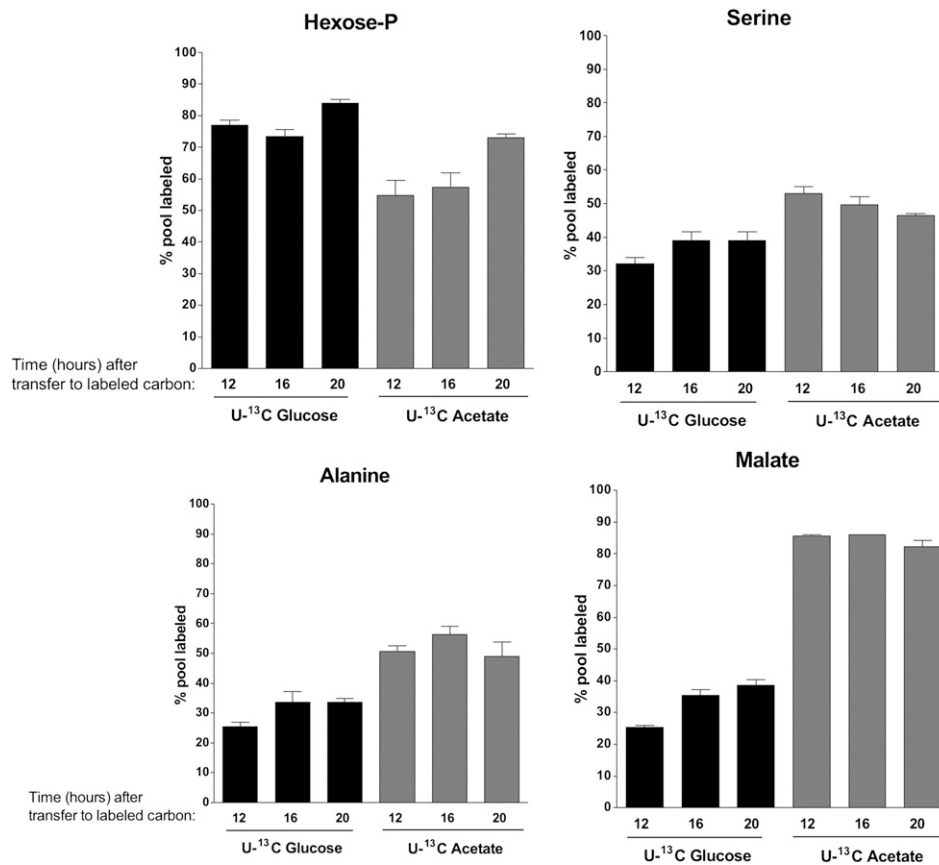 Hexose-P
100
90
80
70
60
50
40
30
20
10
0
% pool labeled
Time (hours) after
transfer to labeled carbon:
12 16 20 12 16 20
U-¹³C Glucose U-¹³C Acetate
Serine
100
90
80
70
60
50
40
30
20
10
0
% pool labeled
12 16 20 12 16 20
U-¹³C Glucose U-¹³C Acetate
Alanine
100
90
80
70
60
50
40
30
20
10
0
% pool labeled
Time (hours) after
transfer to labeled carbon:
12 16 20 12 16 20
U-¹³C Glucose U-¹³C Acetate
Malate
100
90
80
70
60
50
40
30
20
10
0
% pool labeled
12 16 20 12 16 20
U-¹³C Glucose U-¹³C Acetate